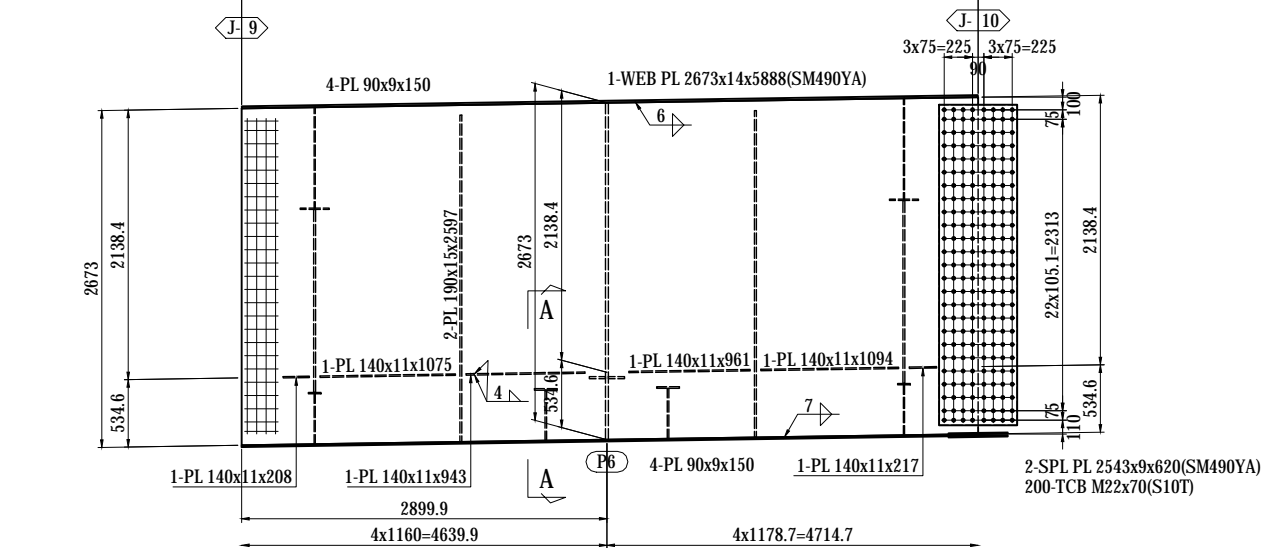 J- 9
J- 10
3x75=225 3x75=225
90
4-PL 90x9x150
1-WEB PL 2673x14x5888(SM490YA)
100
75
6
2673
2138.4
2-PL 190x15x2597
2673
2138.4
22x105.1=2313
2138.4
A
1-PL 140x11x1075
1-PL 140x11x961
1-PL 140x11x1094
534.6
4
534.6
7
75
110
534.6
P6
4-PL 90x9x150
1-PL 140x11x217
1-PL 140x11x208
1-PL 140x11x943
A
2-SPL PL 2543x9x620(SM490YA)
200-TCB M22x70(S10T)
2899.9
4x1160=4639.9
4x1178.7=4714.7